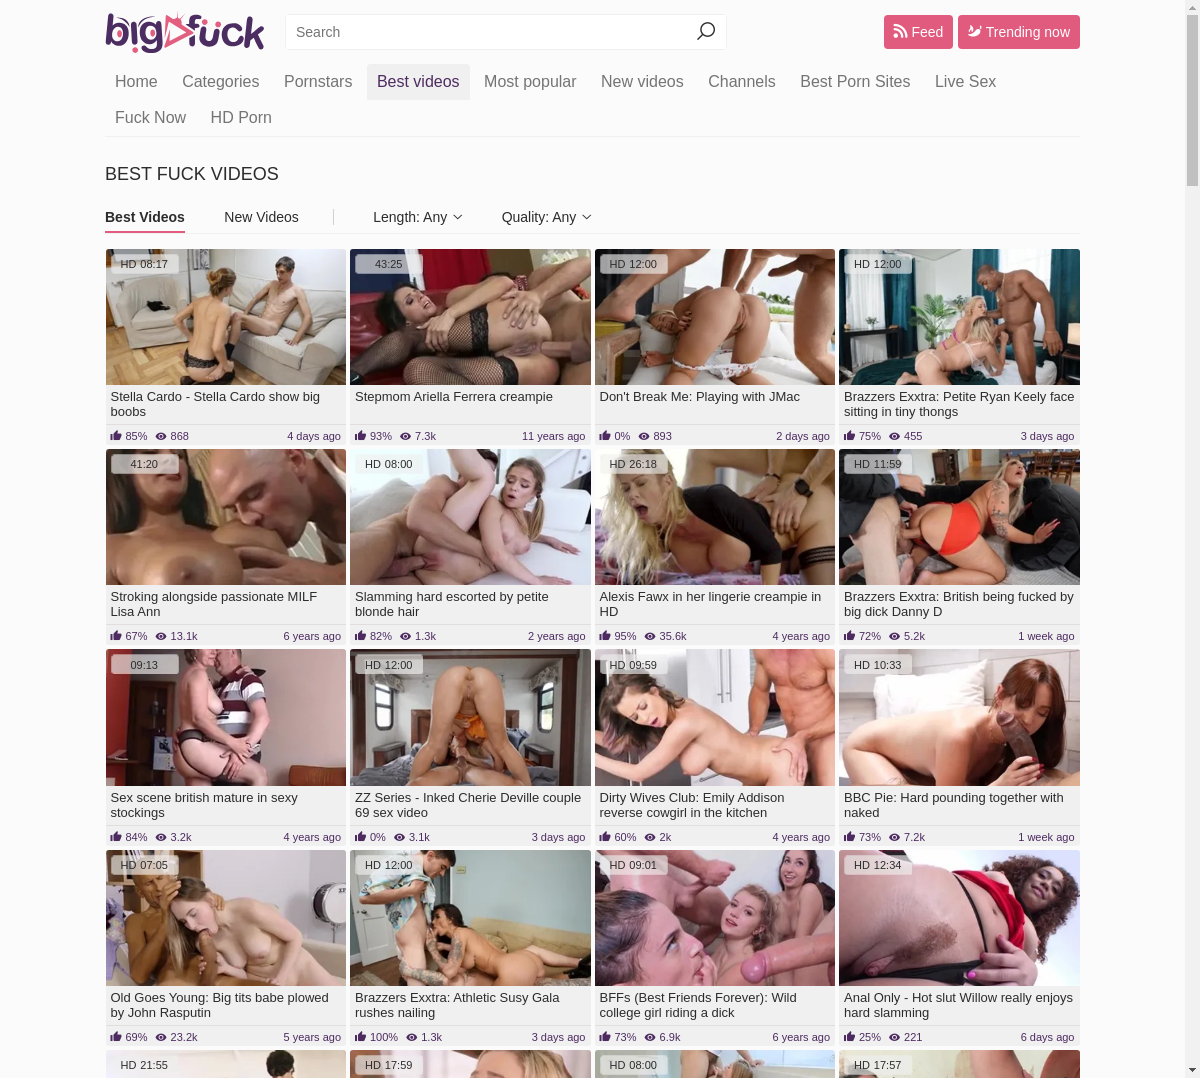 bigfuck
Search
Feed
Trending now
Home
Categories
Pornstars
Best videos
Most popular
New videos
Channels
Best Porn Sites
Live Sex
Fuck Now
HD Porn
BEST FUCK VIDEOS
Best Videos
New Videos
Length: Any
Quality: Any
HD 08:17
43:25
HD 12:00
HD 12:00
Stella Cardo - Stella Cardo show big
boobs
85% 868 4 days ago
Stepmom Ariella Ferrera creampie
93% 7.3k 11 years ago
Don't Break Me: Playing with JMac
0% 893 2 days ago
Brazzers Exxtra: Petite Ryan Keely face
sitting in tiny thongs
75% 455 3 days ago
41:20
HD 08:00
HD 26:18
HD 11:59
Stroking alongside passionate MILF
Lisa Ann
67% 13.1k 6 years ago
Slamming hard escorted by petite
blonde hair
82% 1.3k 2 years ago
Alexis Fawx in her lingerie creampie in
HD
95% 35.6k 4 years ago
Brazzers Exxtra: British being fucked by
big dick Danny D
72% 5.2k 1 week ago
09:13
HD 12:00
HD 09:59
HD 10:33
Sex scene british mature in sexy
stockings
84% 3.2k 4 years ago
ZZ Series - Inked Cherie Deville couple
69 sex video
0% 3.1k 3 days ago
Dirty Wives Club: Emily Addison
reverse cowgirl in the kitchen
60% 2k 4 years ago
BBC Pie: Hard pounding together with
naked
73% 7.2k 1 week ago
HD 07:05
HD 12:00
HD 09:01
HD 12:34
Old Goes Young: Big tits babe plowed
by John Rasputin
69% 23.2k 5 years ago
Brazzers Exxtra: Athletic Susy Gala
rushes nailing
100% 1.3k 3 days ago
BFFs (Best Friends Forever): Wild
college girl riding a dick
73% 6.9k 6 years ago
Anal Only - Hot slut Willow really enjoys
hard slamming
25% 221 6 days ago
HD 21:55
HD 17:59
HD 08:00
HD 17:57